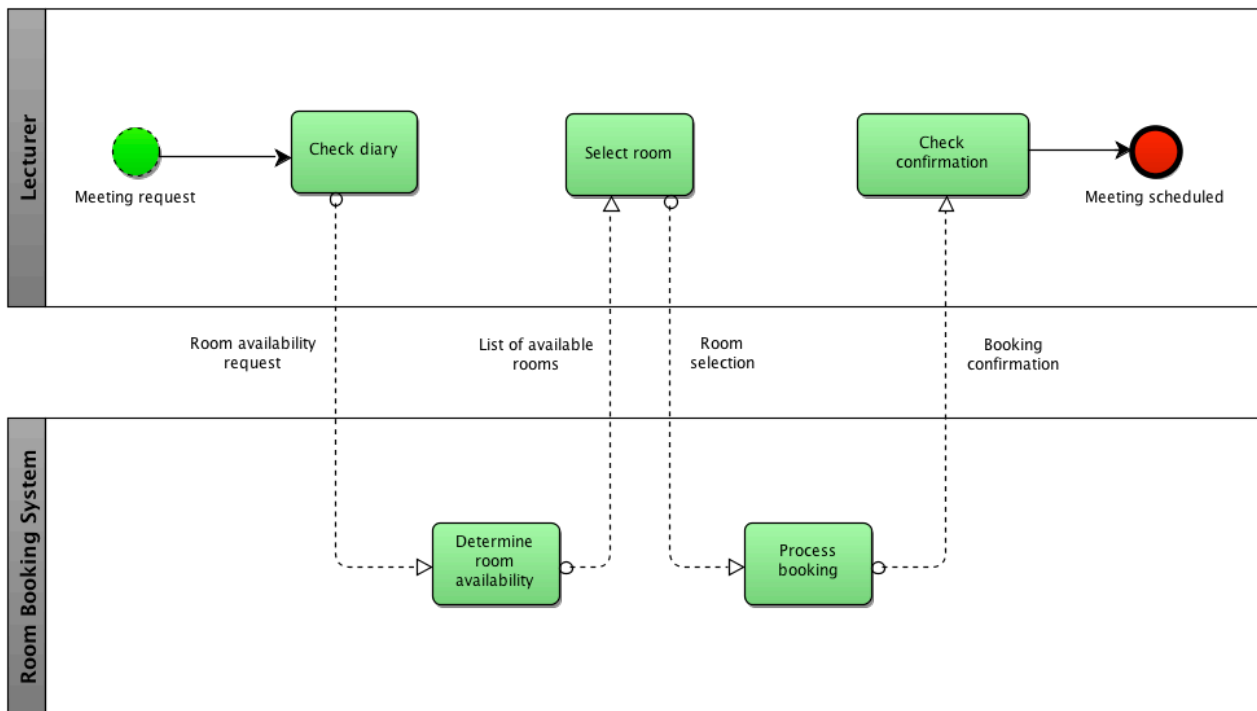 Lecturer
Meeting request
Check diary
Select room
Check
confirmation
Meeting scheduled
Room availability
request
List of available
rooms
Room
selection
Booking
confirmation
Room Booking System
Determine
room
availability
Process
booking